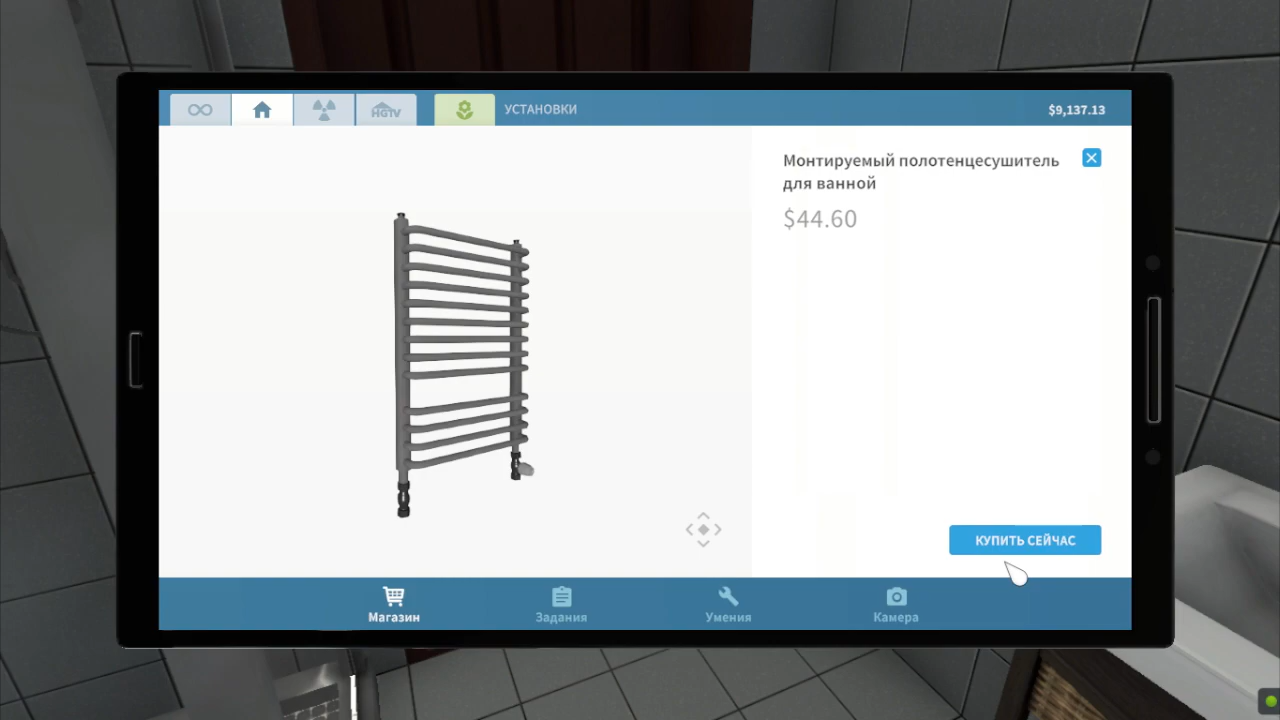 HGTV
УСТАНОВКИ
$9,137.13
Монтируемый полотенцесушитель
для ванной
$44.60
КУПИТЬ СЕЙЧАС
Магазин
Задания
Умения
Камера